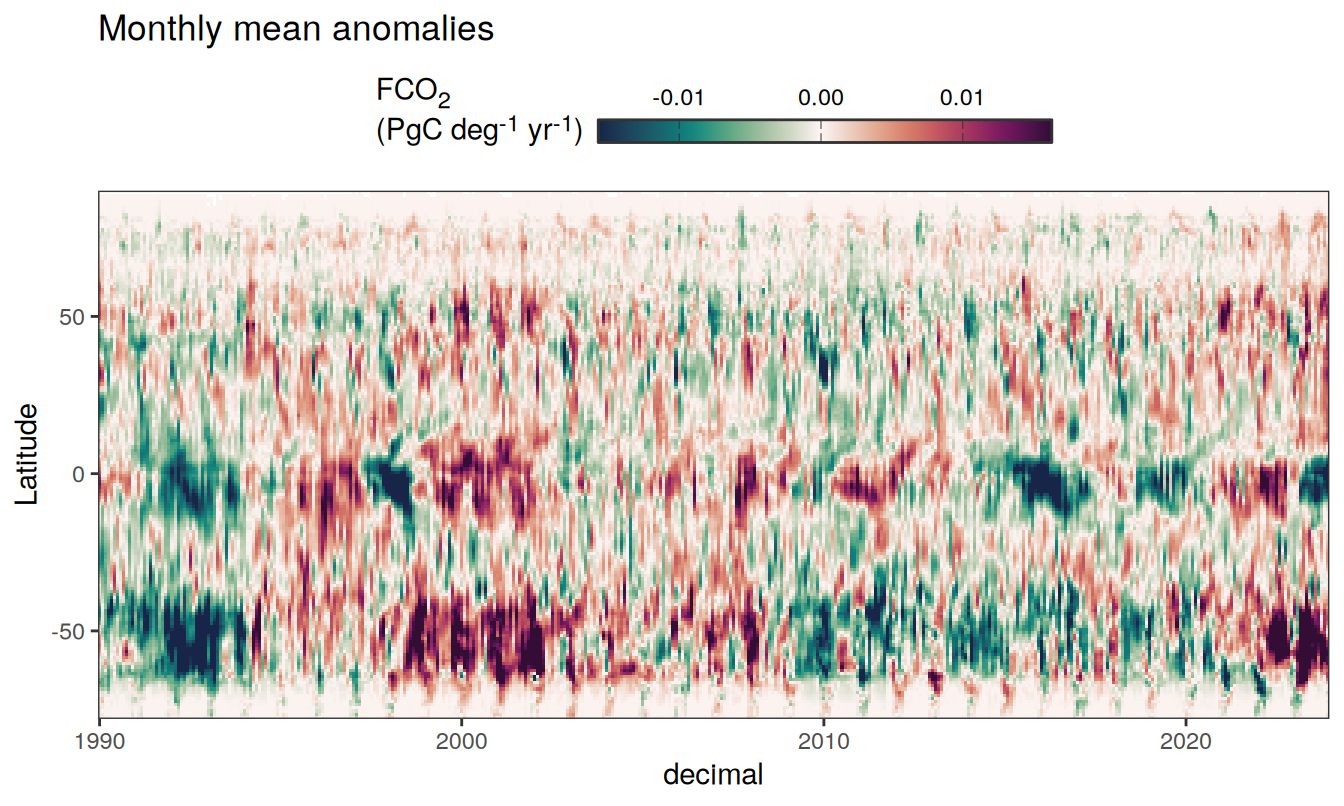 Monthly mean anomalies
FCO₂
(PgC deg⁻¹ yr⁻¹)
-0.01 0.00 0.01
Latitude
50
0
-50
1990 2000 2010 2020
decimal